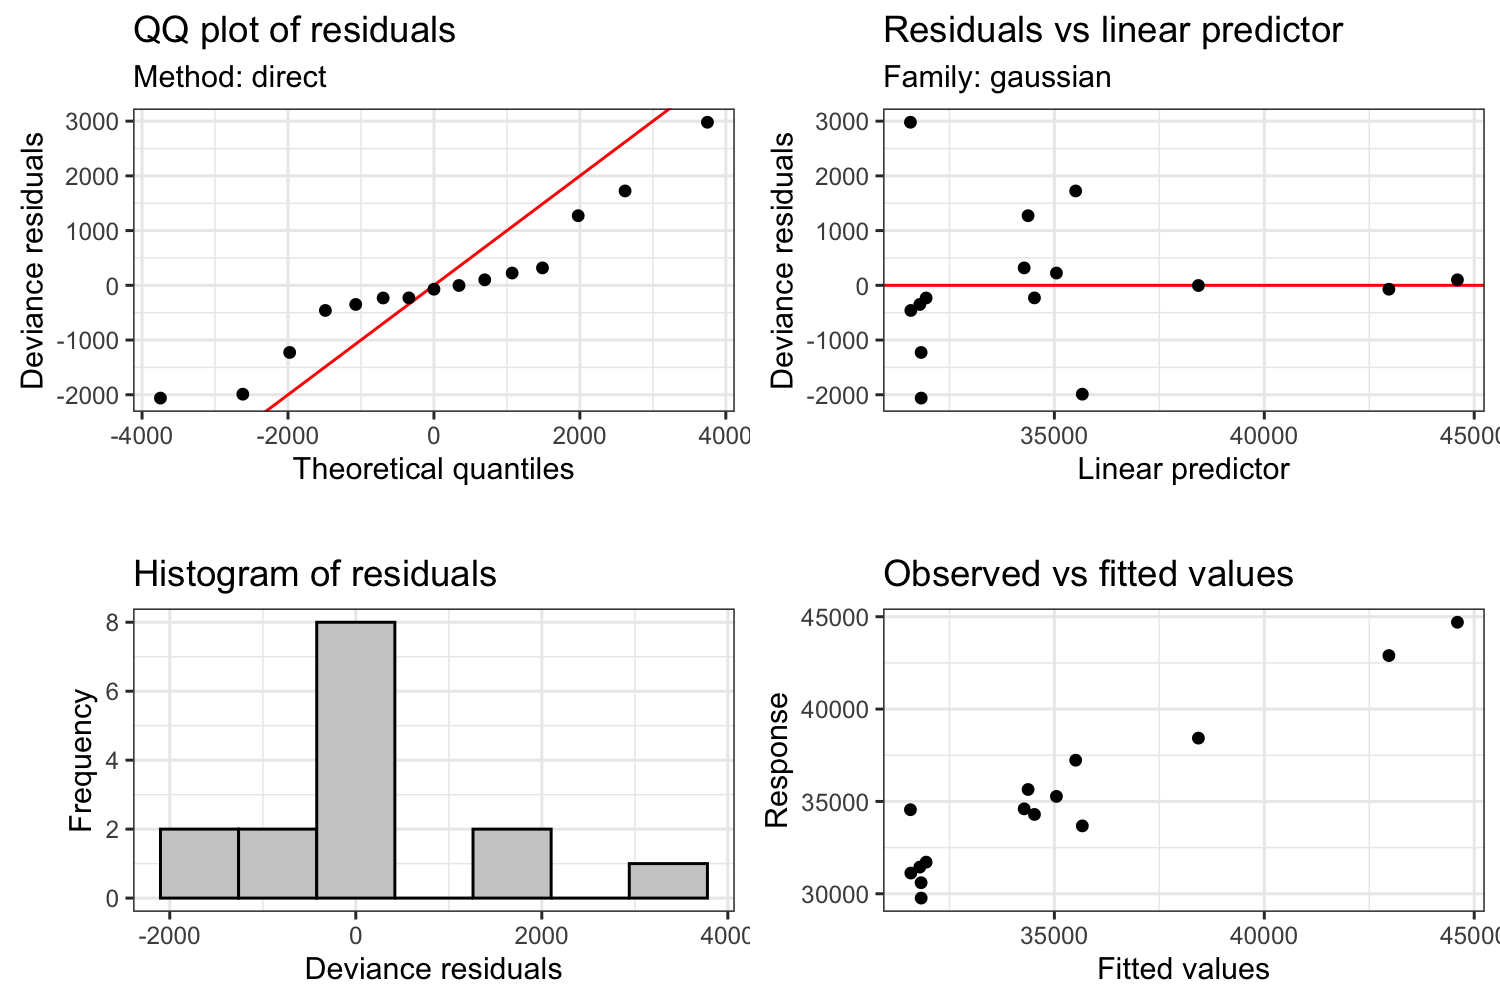 QQ plot of residuals
Method: direct
3000
2000
1000
0
-1000
-2000
Deviance residuals
-4000
-2000
0
2000
4000
Theoretical quantiles
Residuals vs linear predictor
Family: gaussian
3000
2000
1000
0
-1000
-2000
Deviance residuals
35000
40000
45000
Linear predictor
Histogram of residuals
8
6
4
2
0
Frequency
-2000
0
2000
4000
Deviance residuals
Observed vs fitted values
45000
40000
35000
30000
Response
35000
40000
45000
Fitted values